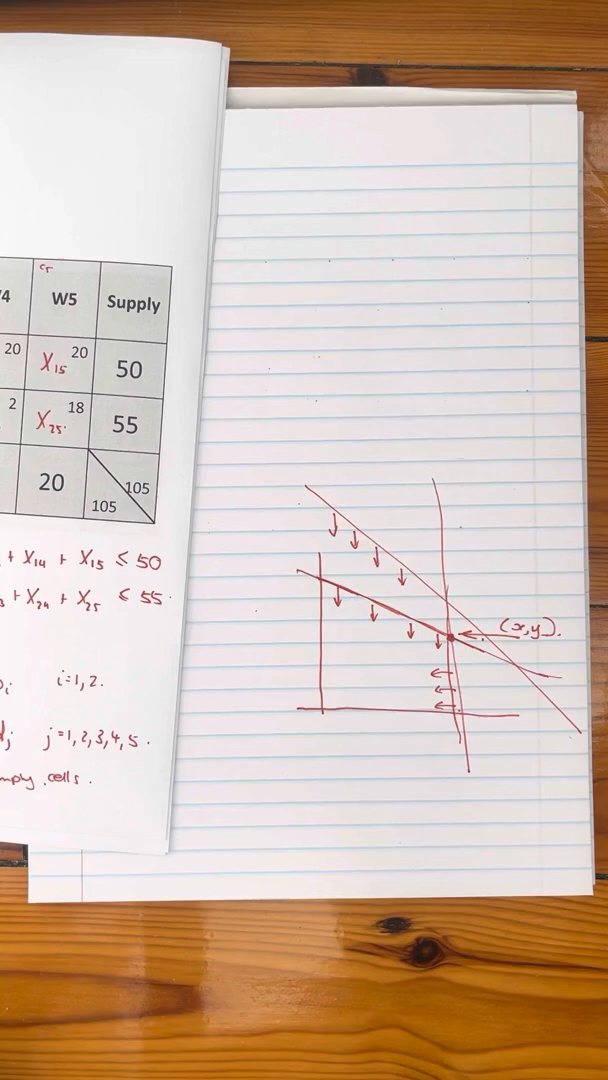 c5
W5 Supply
20 X15 20 50
2 X25. 18 55
20 105 105
+ X14 + X15 ≤ 50
+ X24 + X25 ≤ 55.
i=1,2.
j=1,2,3,4,5.
cells.
(x,y).